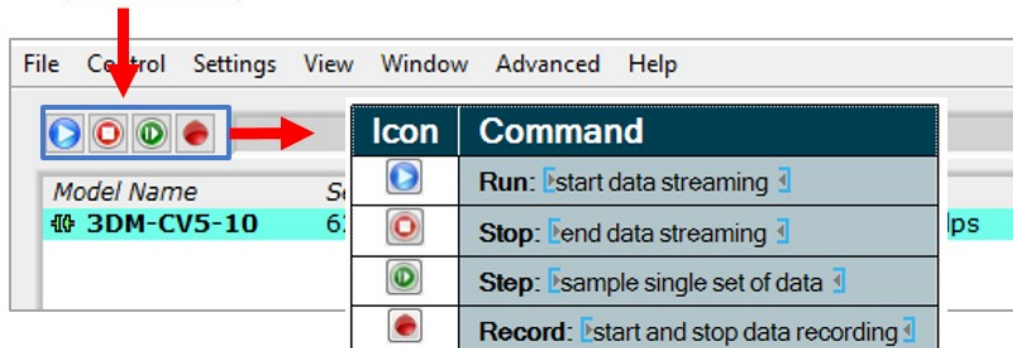 File Control Settings View Window Advanced Help
Icon Command
Run: start data streaming
Model Name
Stop: end data streaming
3DM-CV5-10
Step: sample single set of data
Record: start and stop data recording